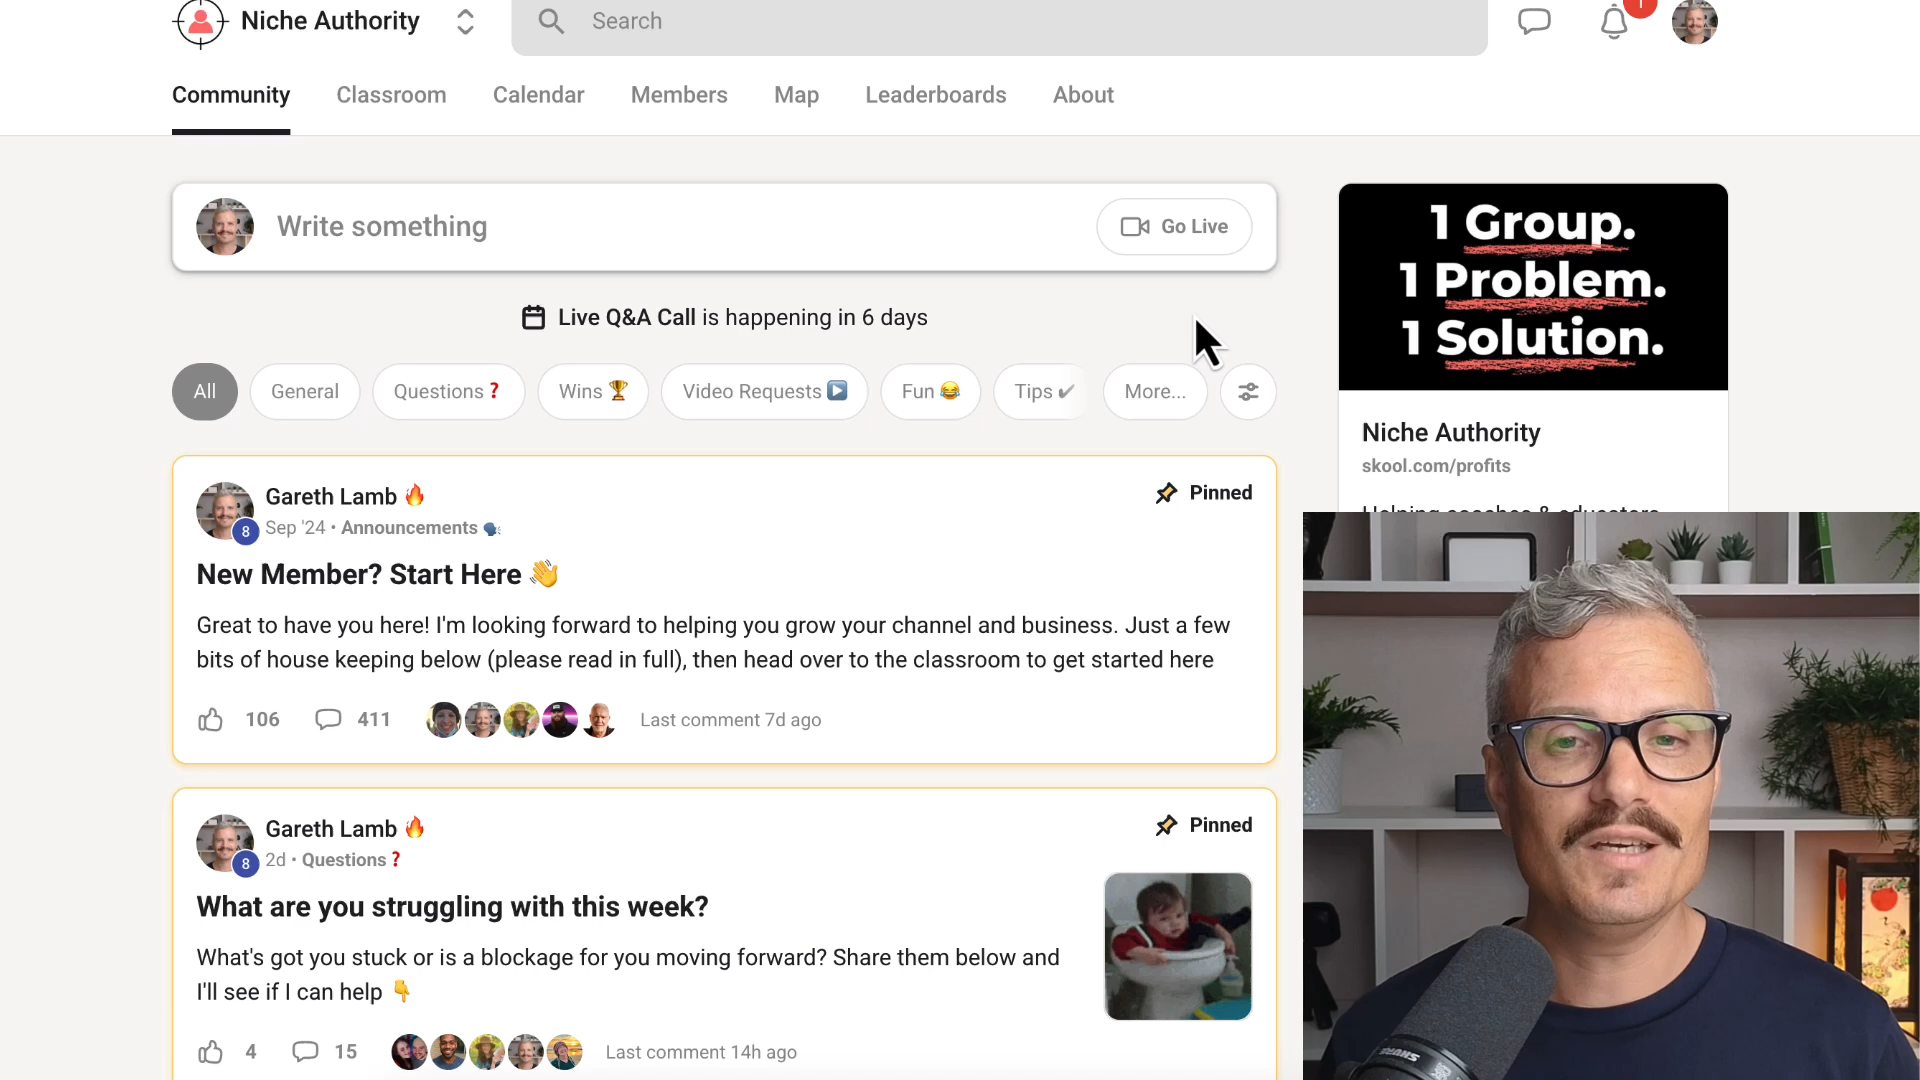 Niche Authority
Search
1
Community
Classroom
Calendar
Members
Map
Leaderboards
About
Write something
Go Live
Live Q&A Call is happening in 6 days
All
General
Questions ❓
Wins 🏆
Video Requests ▶️
Fun 😂
Tips ✔
More...
1 Group.
1 Problem.
1 Solution.
Niche Authority
skool.com/profits
Helping coaches & educators
Gareth Lamb 🔥
Pinned
8
Sep '24 • Announcements 🗣
New Member? Start Here 👋
Great to have you here! I'm looking forward to helping you grow your channel and business. Just a few
bits of house keeping below (please read in full), then head over to the classroom to get started here
106
411
Last comment 7d ago
Gareth Lamb 🔥
Pinned
8
2d • Questions ❓
What are you struggling with this week?
What's got you stuck or is a blockage for you moving forward? Share them below and
I'll see if I can help 👇
4
15
Last comment 14h ago
SHURE